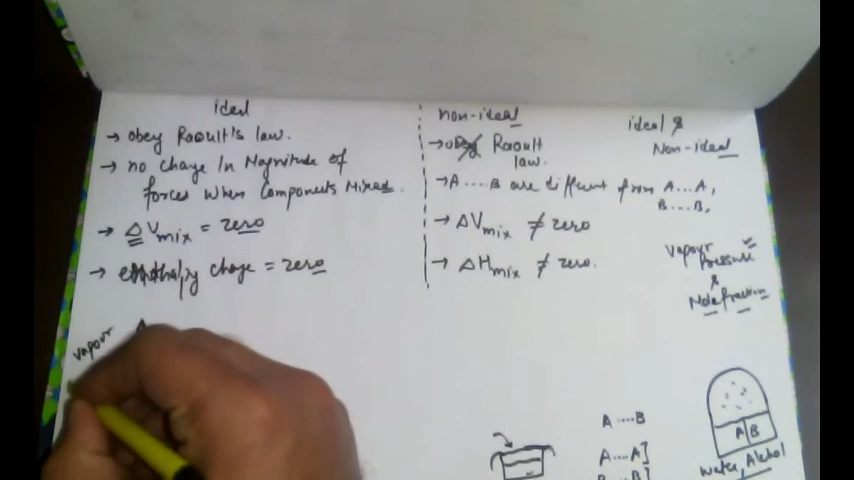 ideal
→ obey Raoult's law.
→ no change In Magnitude of
forces when Components Mixed.
→ ΔVmix = zero
→ enthalpy change = zero
non-ideal
→ obey Raoult
law.
→ A....B are different from A...A,
B....B,
→ ΔVmix ≠ zero
→ ΔHmix ≠ zero.
ideal &
Non-ideal
Vapour
Pressure
&
Mole fraction
vapour
A....B
A....A]
B....B]
A B
Water, Alcohol